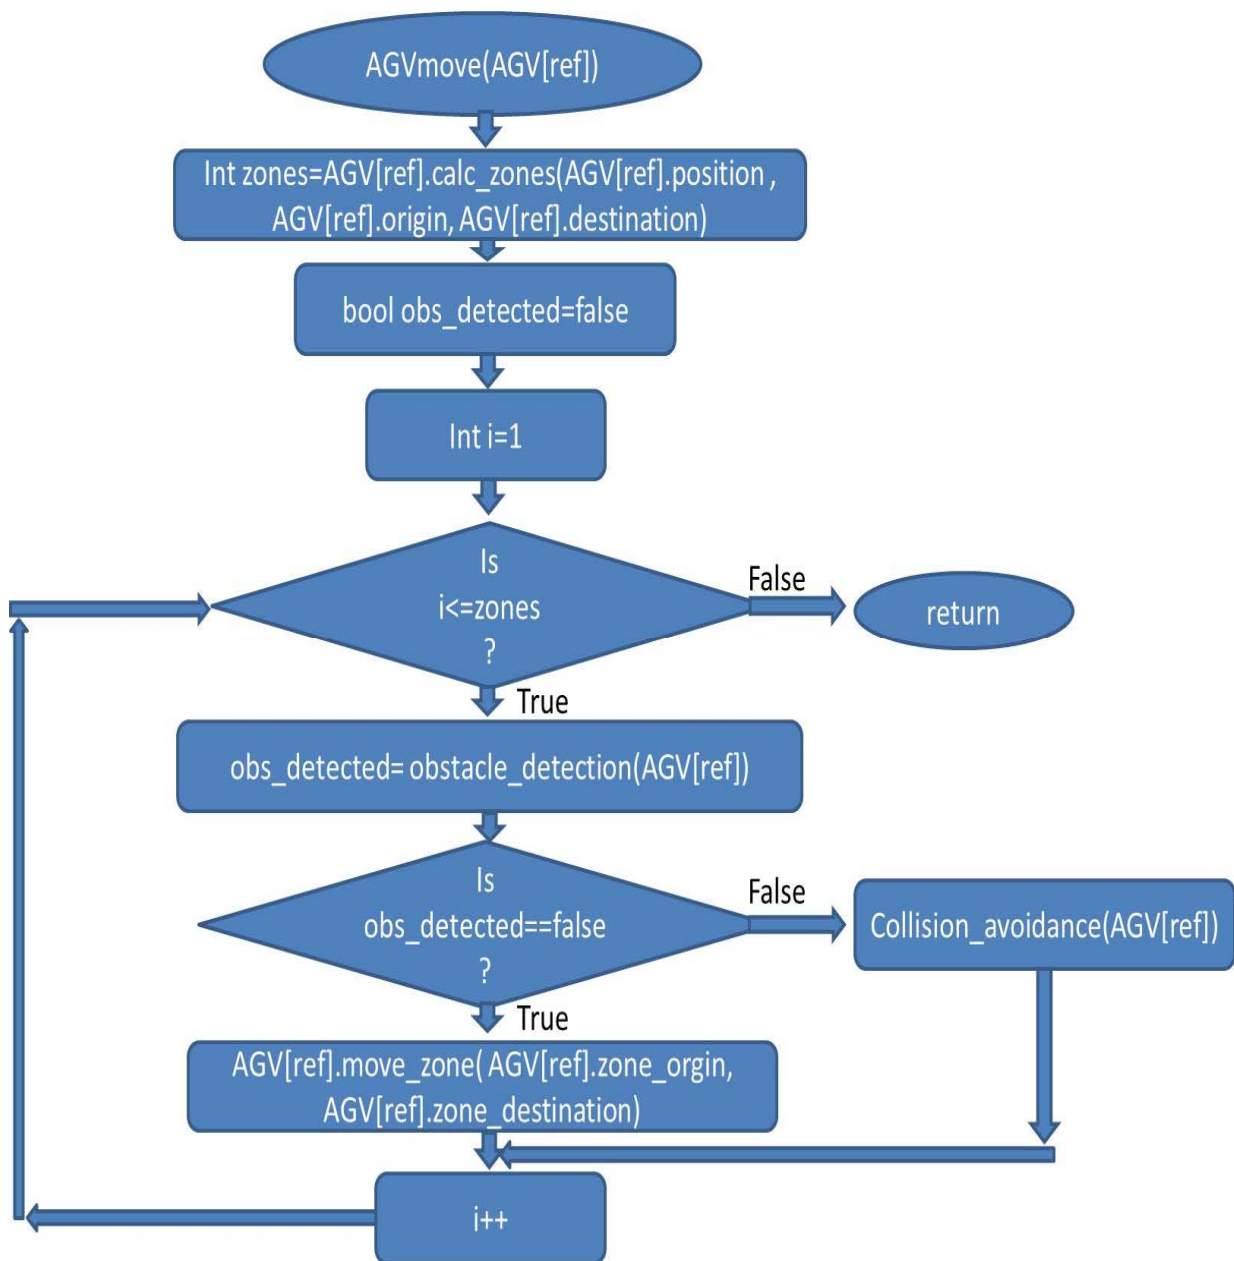 AGVmove(AGV[ref])
Int zones=AGV[ref].calc_zones(AGV[ref].position ,
AGV[ref].origin, AGV[ref].destination)
bool obs_detected=false
Int i=1
Is
i<=zones
?
False
return
True
obs_detected= obstacle_detection(AGV[ref])
Is
obs_detected==false
?
False
Collision_avoidance(AGV[ref])
True
AGV[ref].move_zone( AGV[ref].zone_orgin,
AGV[ref].zone_destination)
i++